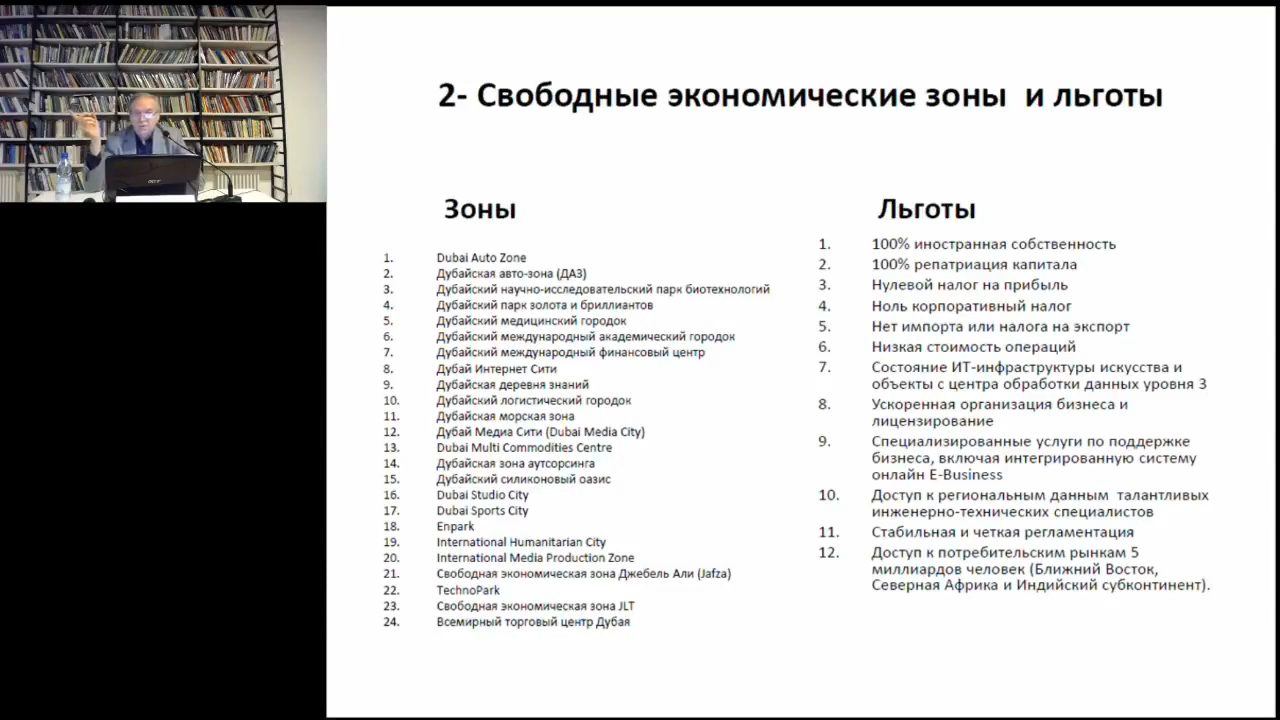 2- Свободные экономические зоны и льготы
Зоны
1. Dubai Auto Zone
2. Дубайская авто-зона (ДАЗ)
3. Дубайский научно-исследовательский парк биотехнологий
4. Дубайский парк золота и бриллиантов
5. Дубайский медицинский городок
6. Дубайский международный академический городок
7. Дубайский международный финансовый центр
8. Дубай Интернет Сити
9. Дубайская деревня знаний
10. Дубайский логистический городок
11. Дубайская морская зона
12. Дубай Медиа Сити (Dubai Media City)
13. Dubai Multi Commodities Centre
14. Дубайская зона аутсорсинга
15. Дубайский силиконовый оазис
16. Dubai Studio City
17. Dubai Sports City
18. Enpark
19. International Humanitarian City
20. International Media Production Zone
21. Свободная экономическая зона Джебель Али (Jafza)
22. TechnoPark
23. Свободная экономическая зона JLT
24. Всемирный торговый центр Дубая
Льготы
1. 100% иностранная собственность
2. 100% репатриация капитала
3. Нулевой налог на прибыль
4. Ноль корпоративный налог
5. Нет импорта или налога на экспорт
6. Низкая стоимость операций
7. Состояние ИТ-инфраструктуры искусства и
объекты с центра обработки данных уровня 3
8. Ускоренная организация бизнеса и
лицензирование
9. Специализированные услуги по поддержке
бизнеса, включая интегрированную систему
онлайн E-Business
10. Доступ к региональным данным талантливых
инженерно-технических специалистов
11. Стабильная и четкая регламентация
12. Доступ к потребительским рынкам 5
миллиардов человек (Ближний Восток,
Северная Африка и Индийский субконтинент).
acer